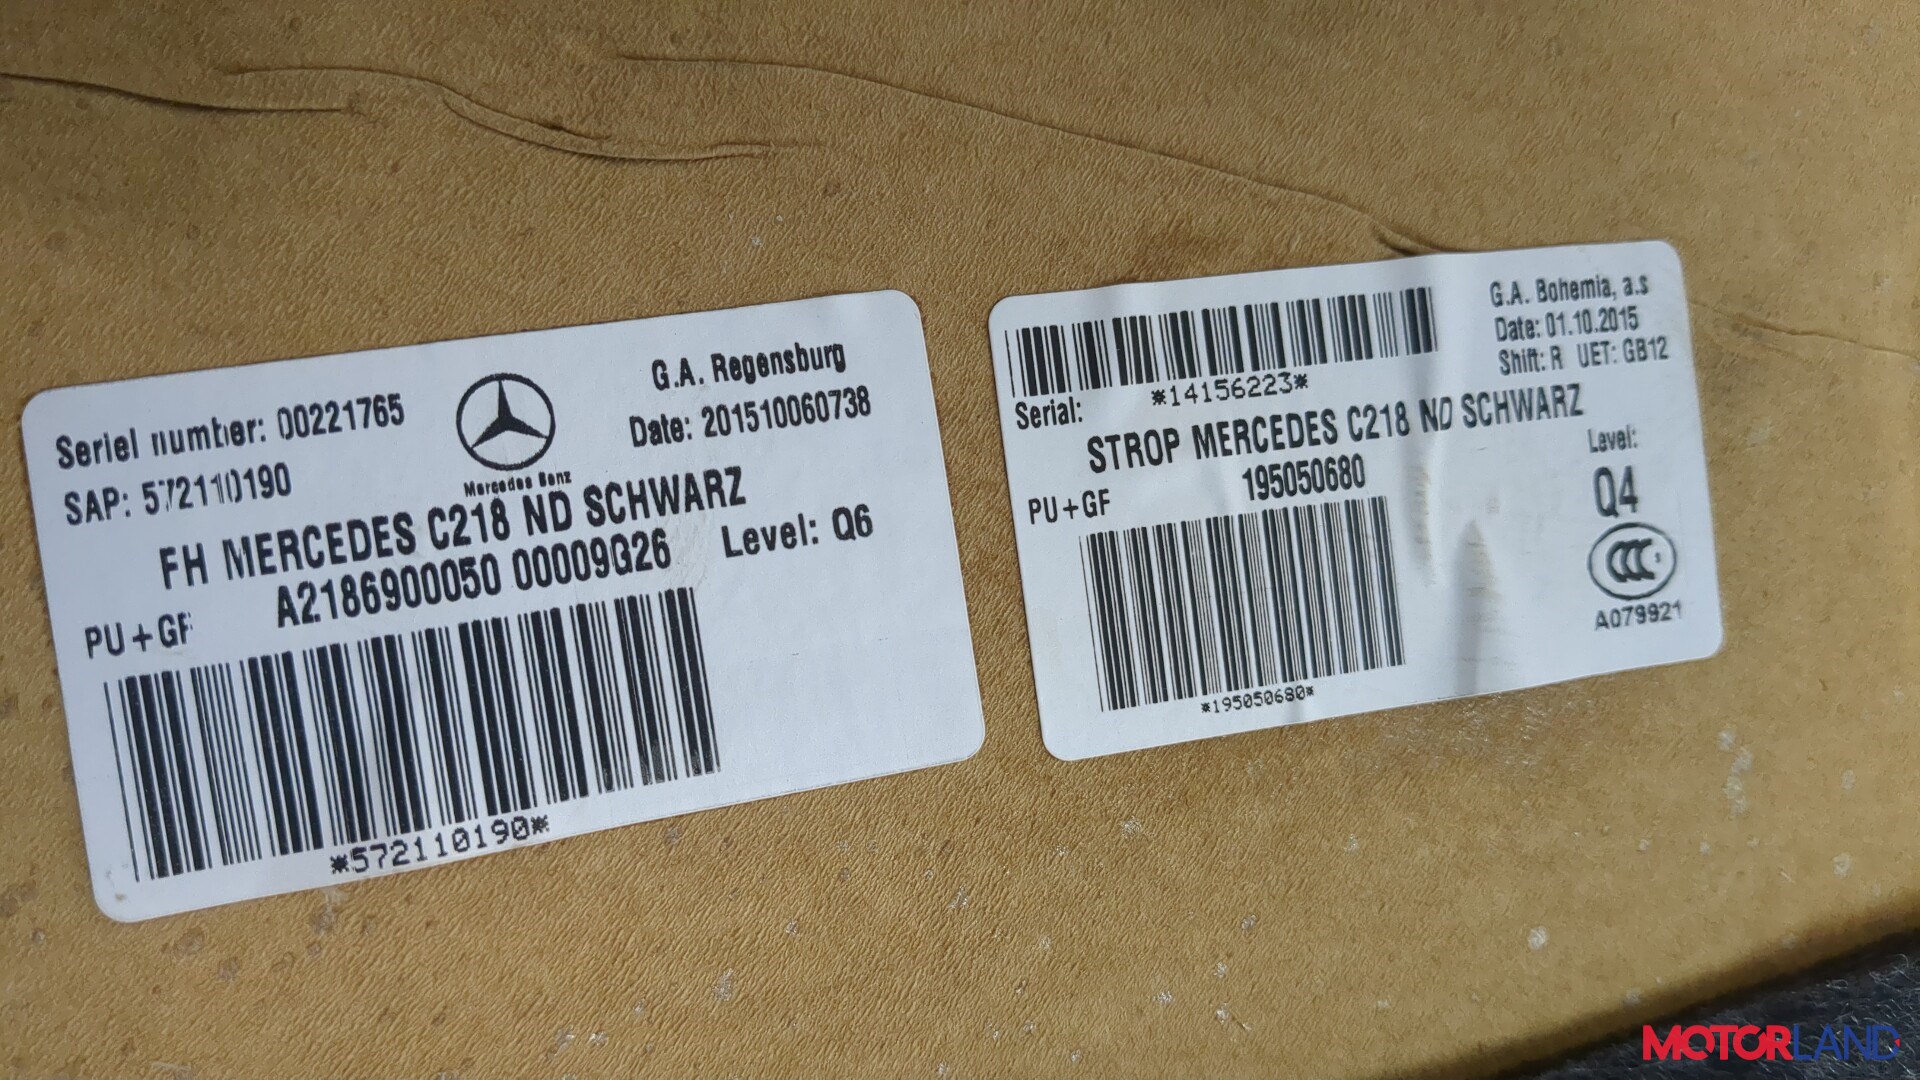 Seriel number: 00221765
SAP: 572110190
Mercedes Benz
G.A. Regensburg
Date: 201510060738
FH MERCEDES C218 ND SCHWARZ
A2186900050 00009G26
Level: Q6
PU+GF
*572110190*
*14156223*
Serial:
G.A. Bohemia, a.s
Date: 01.10.2015
Shift: R UET: GB12
STROP MERCEDES C218 ND SCHWARZ
195050680
PU+GF
Level:
Q4
CCC S
A079921
*195050680*
MOTORLAND